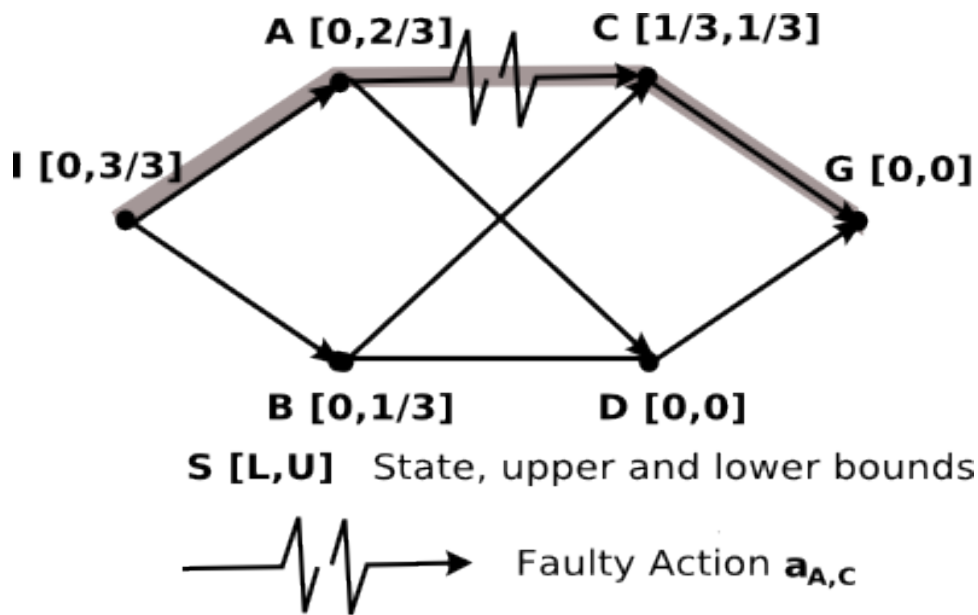 A [0,2/3]
C [1/3,1/3]
I [0,3/3]
G [0,0]
B [0,1/3]
D [0,0]
S [L,U] State, upper and lower bounds
Faulty Action a_A,C